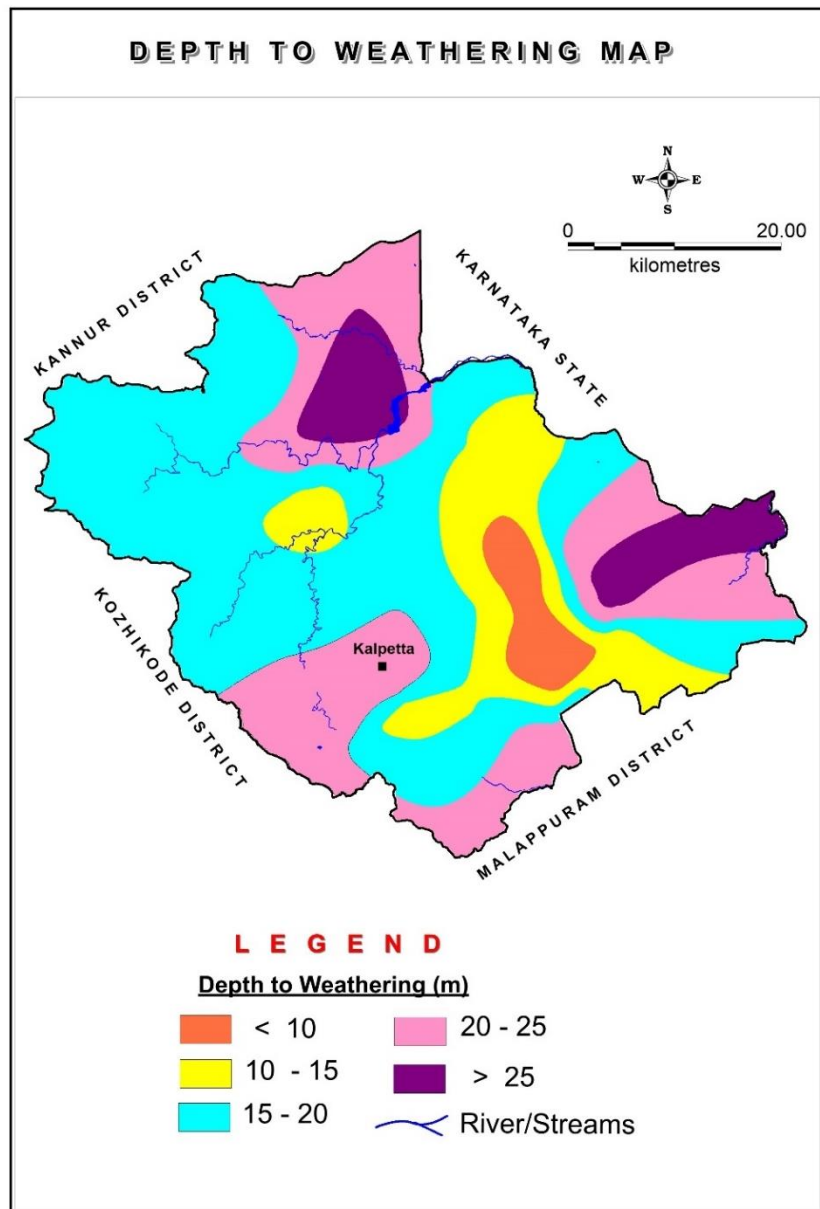 DEPTH TO WEATHERING MAP
N
W E
S
0 20.00
kilometres
KANNUR DISTRICT
KARNATAKA STATE
KOZHIKODE DISTRICT
Kalpetta
MALAPPURAM DISTRICT
LEGEND
Depth to Weathering (m)
< 10
10 - 15
15 - 20
20 - 25
> 25
River/Streams